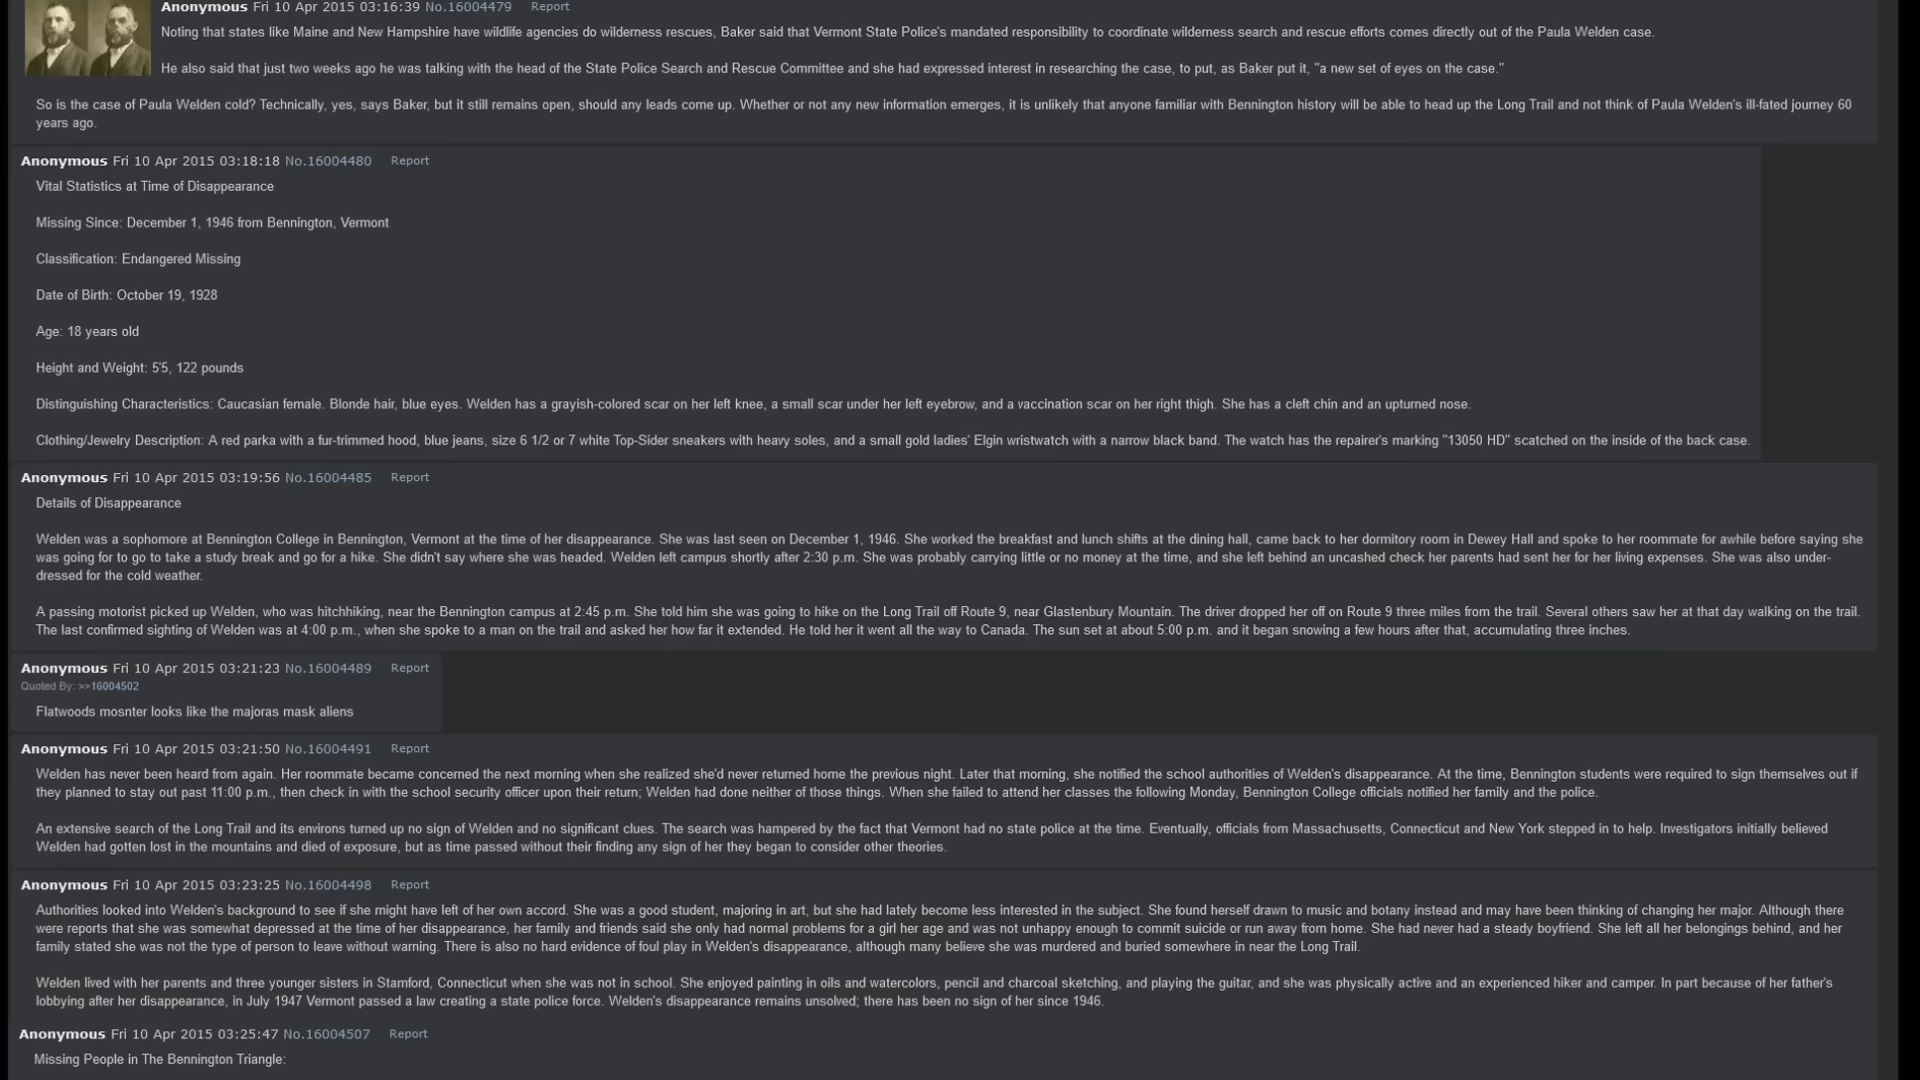 Anonymous Fri 10 Apr 2015 03:16:39 No.16004479 Report
Noting that states like Maine and New Hampshire have wildlife agencies do wilderness rescues, Baker said that Vermont State Police's mandated responsibility to coordinate wilderness search and rescue efforts comes directly out of the Paula Welden case.
He also said that just two weeks ago he was talking with the head of the State Police Search and Rescue Committee and she had expressed interest in researching the case, to put, as Baker put it, "a new set of eyes on the case."
So is the case of Paula Welden cold? Technically, yes, says Baker, but it still remains open, should any leads come up. Whether or not any new information emerges, it is unlikely that anyone familiar with Bennington history will be able to head up the Long Trail and not think of Paula Welden's ill-fated journey 60
years ago.
Anonymous Fri 10 Apr 2015 03:18:18 No.16004480 Report
Vital Statistics at Time of Disappearance
Missing Since: December 1, 1946 from Bennington, Vermont
Classification: Endangered Missing
Date of Birth: October 19, 1928
Age: 18 years old
Height and Weight: 5'5, 122 pounds
Distinguishing Characteristics: Caucasian female. Blonde hair, blue eyes. Welden has a grayish-colored scar on her left knee, a small scar under her left eyebrow, and a vaccination scar on her right thigh. She has a cleft chin and an upturned nose.
Clothing/Jewelry Description: A red parka with a fur-trimmed hood, blue jeans, size 6 1/2 or 7 white Top-Sider sneakers with heavy soles, and a small gold ladies' Elgin wristwatch with a narrow black band. The watch has the repairer's marking "13050 HD" scatched on the inside of the back case.
Anonymous Fri 10 Apr 2015 03:19:56 No.16004485 Report
Details of Disappearance
Welden was a sophomore at Bennington College in Bennington, Vermont at the time of her disappearance. She was last seen on December 1, 1946. She worked the breakfast and lunch shifts at the dining hall, came back to her dormitory room in Dewey Hall and spoke to her roommate for awhile before saying she
was going for to go to take a study break and go for a hike. She didn't say where she was headed. Welden left campus shortly after 2:30 p.m. She was probably carrying little or no money at the time, and she left behind an uncashed check her parents had sent her for her living expenses. She was also under-
dressed for the cold weather.
A passing motorist picked up Welden, who was hitchhiking, near the Bennington campus at 2:45 p.m. She told him she was going to hike on the Long Trail off Route 9, near Glastenbury Mountain. The driver dropped her off on Route 9 three miles from the trail. Several others saw her at that day walking on the trail.
The last confirmed sighting of Welden was at 4:00 p.m., when she spoke to a man on the trail and asked her how far it extended. He told her it went all the way to Canada. The sun set at about 5:00 p.m. and it began snowing a few hours after that, accumulating three inches.
Anonymous Fri 10 Apr 2015 03:21:23 No.16004489 Report
Quoted By: >>16004502
Flatwoods mosnter looks like the majoras mask aliens
Anonymous Fri 10 Apr 2015 03:21:50 No.16004491 Report
Welden has never been heard from again. Her roommate became concerned the next morning when she realized she'd never returned home the previous night. Later that morning, she notified the school authorities of Welden's disappearance. At the time, Bennington students were required to sign themselves out if
they planned to stay out past 11:00 p.m., then check in with the school security officer upon their return; Welden had done neither of those things. When she failed to attend her classes the following Monday, Bennington College officials notified her family and the police.
An extensive search of the Long Trail and its environs turned up no sign of Welden and no significant clues. The search was hampered by the fact that Vermont had no state police at the time. Eventually, officials from Massachusetts, Connecticut and New York stepped in to help. Investigators initially believed
Welden had gotten lost in the mountains and died of exposure, but as time passed without their finding any sign of her they began to consider other theories.
Anonymous Fri 10 Apr 2015 03:23:25 No.16004498 Report
Authorities looked into Welden's background to see if she might have left of her own accord. She was a good student, majoring in art, but she had lately become less interested in the subject. She found herself drawn to music and botany instead and may have been thinking of changing her major. Although there
were reports that she was somewhat depressed at the time of her disappearance, her family and friends said she only had normal problems for a girl her age and was not unhappy enough to commit suicide or run away from home. She had never had a steady boyfriend. She left all her belongings behind, and her
family stated she was not the type of person to leave without warning. There is also no hard evidence of foul play in Welden's disappearance, although many believe she was murdered and buried somewhere in near the Long Trail.
Welden lived with her parents and three younger sisters in Stamford, Connecticut when she was not in school. She enjoyed painting in oils and watercolors, pencil and charcoal sketching, and playing the guitar, and she was physically active and an experienced hiker and camper. In part because of her father's
lobbying after her disappearance, in July 1947 Vermont passed a law creating a state police force. Welden's disappearance remains unsolved; there has been no sign of her since 1946.
Anonymous Fri 10 Apr 2015 03:25:47 No.16004507 Report
Missing People in The Bennington Triangle: